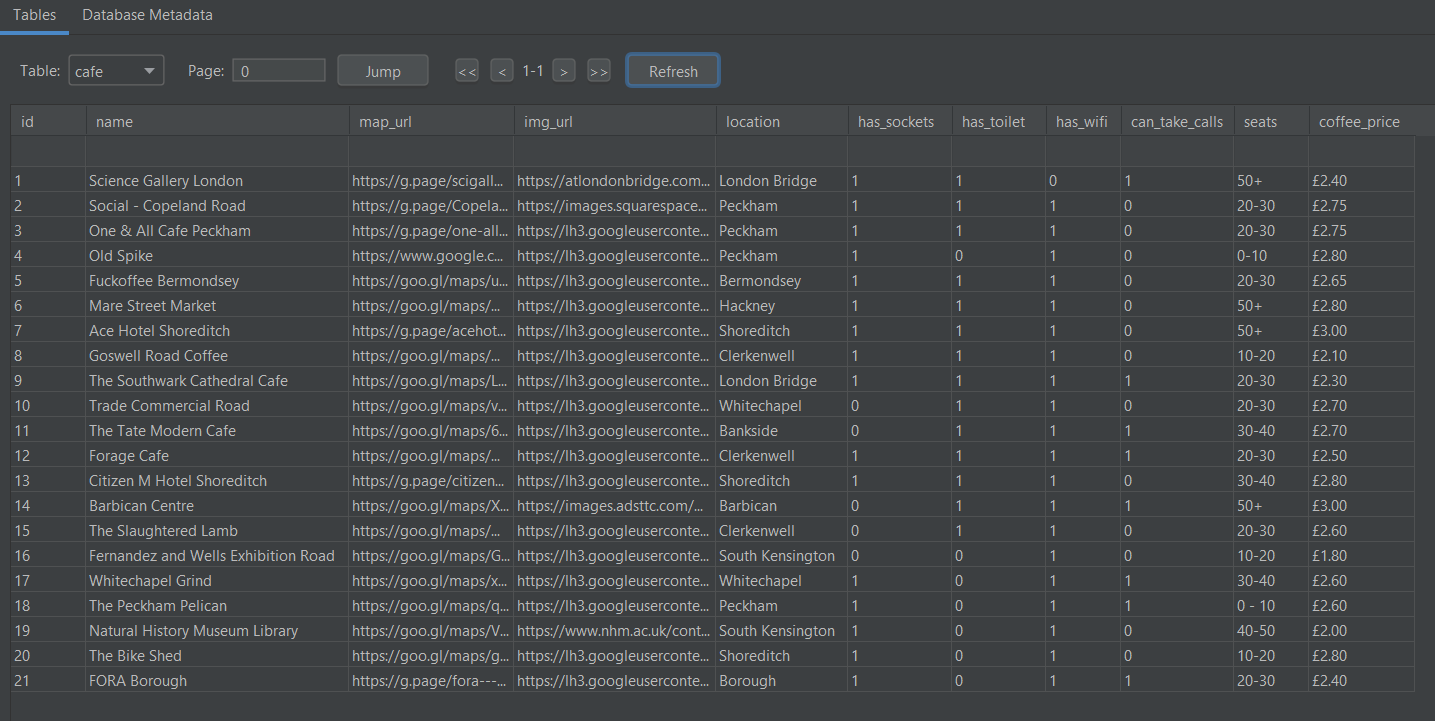 Tables Database Metadata
Table: cafe Page: 0 Jump << < 1-1 > >> Refresh
id name map_url img_url location has_sockets has_toilet has_wifi can_take_calls seats coffee_price
1 Science Gallery London https://g.page/scigall... https://atlondonbridge.com... London Bridge 1 1 0 1 50+ £2.40
2 Social - Copeland Road https://g.page/Copela... https://images.squarespace... Peckham 1 1 1 0 20-30 £2.75
3 One & All Cafe Peckham https://g.page/one-all... https://lh3.googleuserconte... Peckham 1 1 1 0 20-30 £2.75
4 Old Spike https://www.google.c... https://lh3.googleuserconte... Peckham 1 0 1 0 0-10 £2.80
5 Fuckoffee Bermondsey https://goo.gl/maps/u... https://lh3.googleuserconte... Bermondsey 1 1 1 0 20-30 £2.65
6 Mare Street Market https://goo.gl/maps/... https://lh3.googleuserconte... Hackney 1 1 1 0 50+ £2.80
7 Ace Hotel Shoreditch https://g.page/acehot... https://lh3.googleuserconte... Shoreditch 1 1 1 0 50+ £3.00
8 Goswell Road Coffee https://goo.gl/maps/... https://lh3.googleuserconte... Clerkenwell 1 1 1 0 10-20 £2.10
9 The Southwark Cathedral Cafe https://goo.gl/maps/L... https://lh3.googleuserconte... London Bridge 1 1 1 1 20-30 £2.30
10 Trade Commercial Road https://goo.gl/maps/v... https://lh3.googleuserconte... Whitechapel 0 1 1 0 20-30 £2.70
11 The Tate Modern Cafe https://goo.gl/maps/6... https://lh3.googleuserconte... Bankside 0 1 1 1 30-40 £2.70
12 Forage Cafe https://goo.gl/maps/... https://lh3.googleuserconte... Clerkenwell 1 1 1 1 20-30 £2.50
13 Citizen M Hotel Shoreditch https://g.page/citizen... https://lh3.googleuserconte... Shoreditch 1 1 1 0 30-40 £2.80
14 Barbican Centre https://goo.gl/maps/X... https://images.adsttc.com/... Barbican 0 1 1 1 50+ £3.00
15 The Slaughtered Lamb https://goo.gl/maps/... https://lh3.googleuserconte... Clerkenwell 0 1 1 0 20-30 £2.60
16 Fernandez and Wells Exhibition Road https://goo.gl/maps/G... https://lh3.googleuserconte... South Kensington 0 0 1 0 10-20 £1.80
17 Whitechapel Grind https://goo.gl/maps/x... https://lh3.googleuserconte... Whitechapel 1 0 1 1 30-40 £2.60
18 The Peckham Pelican https://goo.gl/maps/q... https://lh3.googleuserconte... Peckham 1 0 1 1 0 - 10 £2.60
19 Natural History Museum Library https://goo.gl/maps/V... https://www.nhm.ac.uk/cont... South Kensington 1 0 1 0 40-50 £2.00
20 The Bike Shed https://goo.gl/maps/g... https://lh3.googleuserconte... Shoreditch 1 0 1 0 10-20 £2.80
21 FORA Borough https://g.page/fora---... https://lh3.googleuserconte... Borough 1 0 1 1 20-30 £2.40